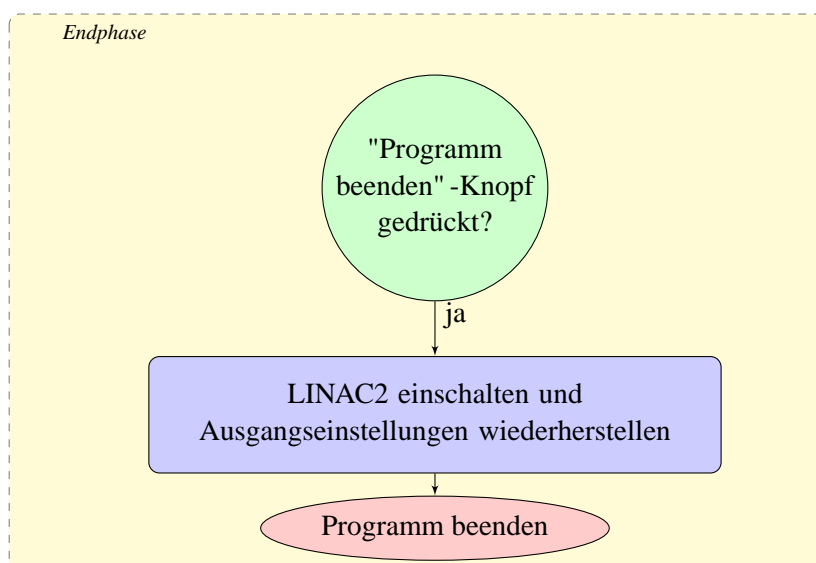 Endphase
"Programm
beenden" -Knopf
gedrückt?
ja
LINAC2 einschalten und
Ausgangseinstellungen wiederherstellen
Programm beenden